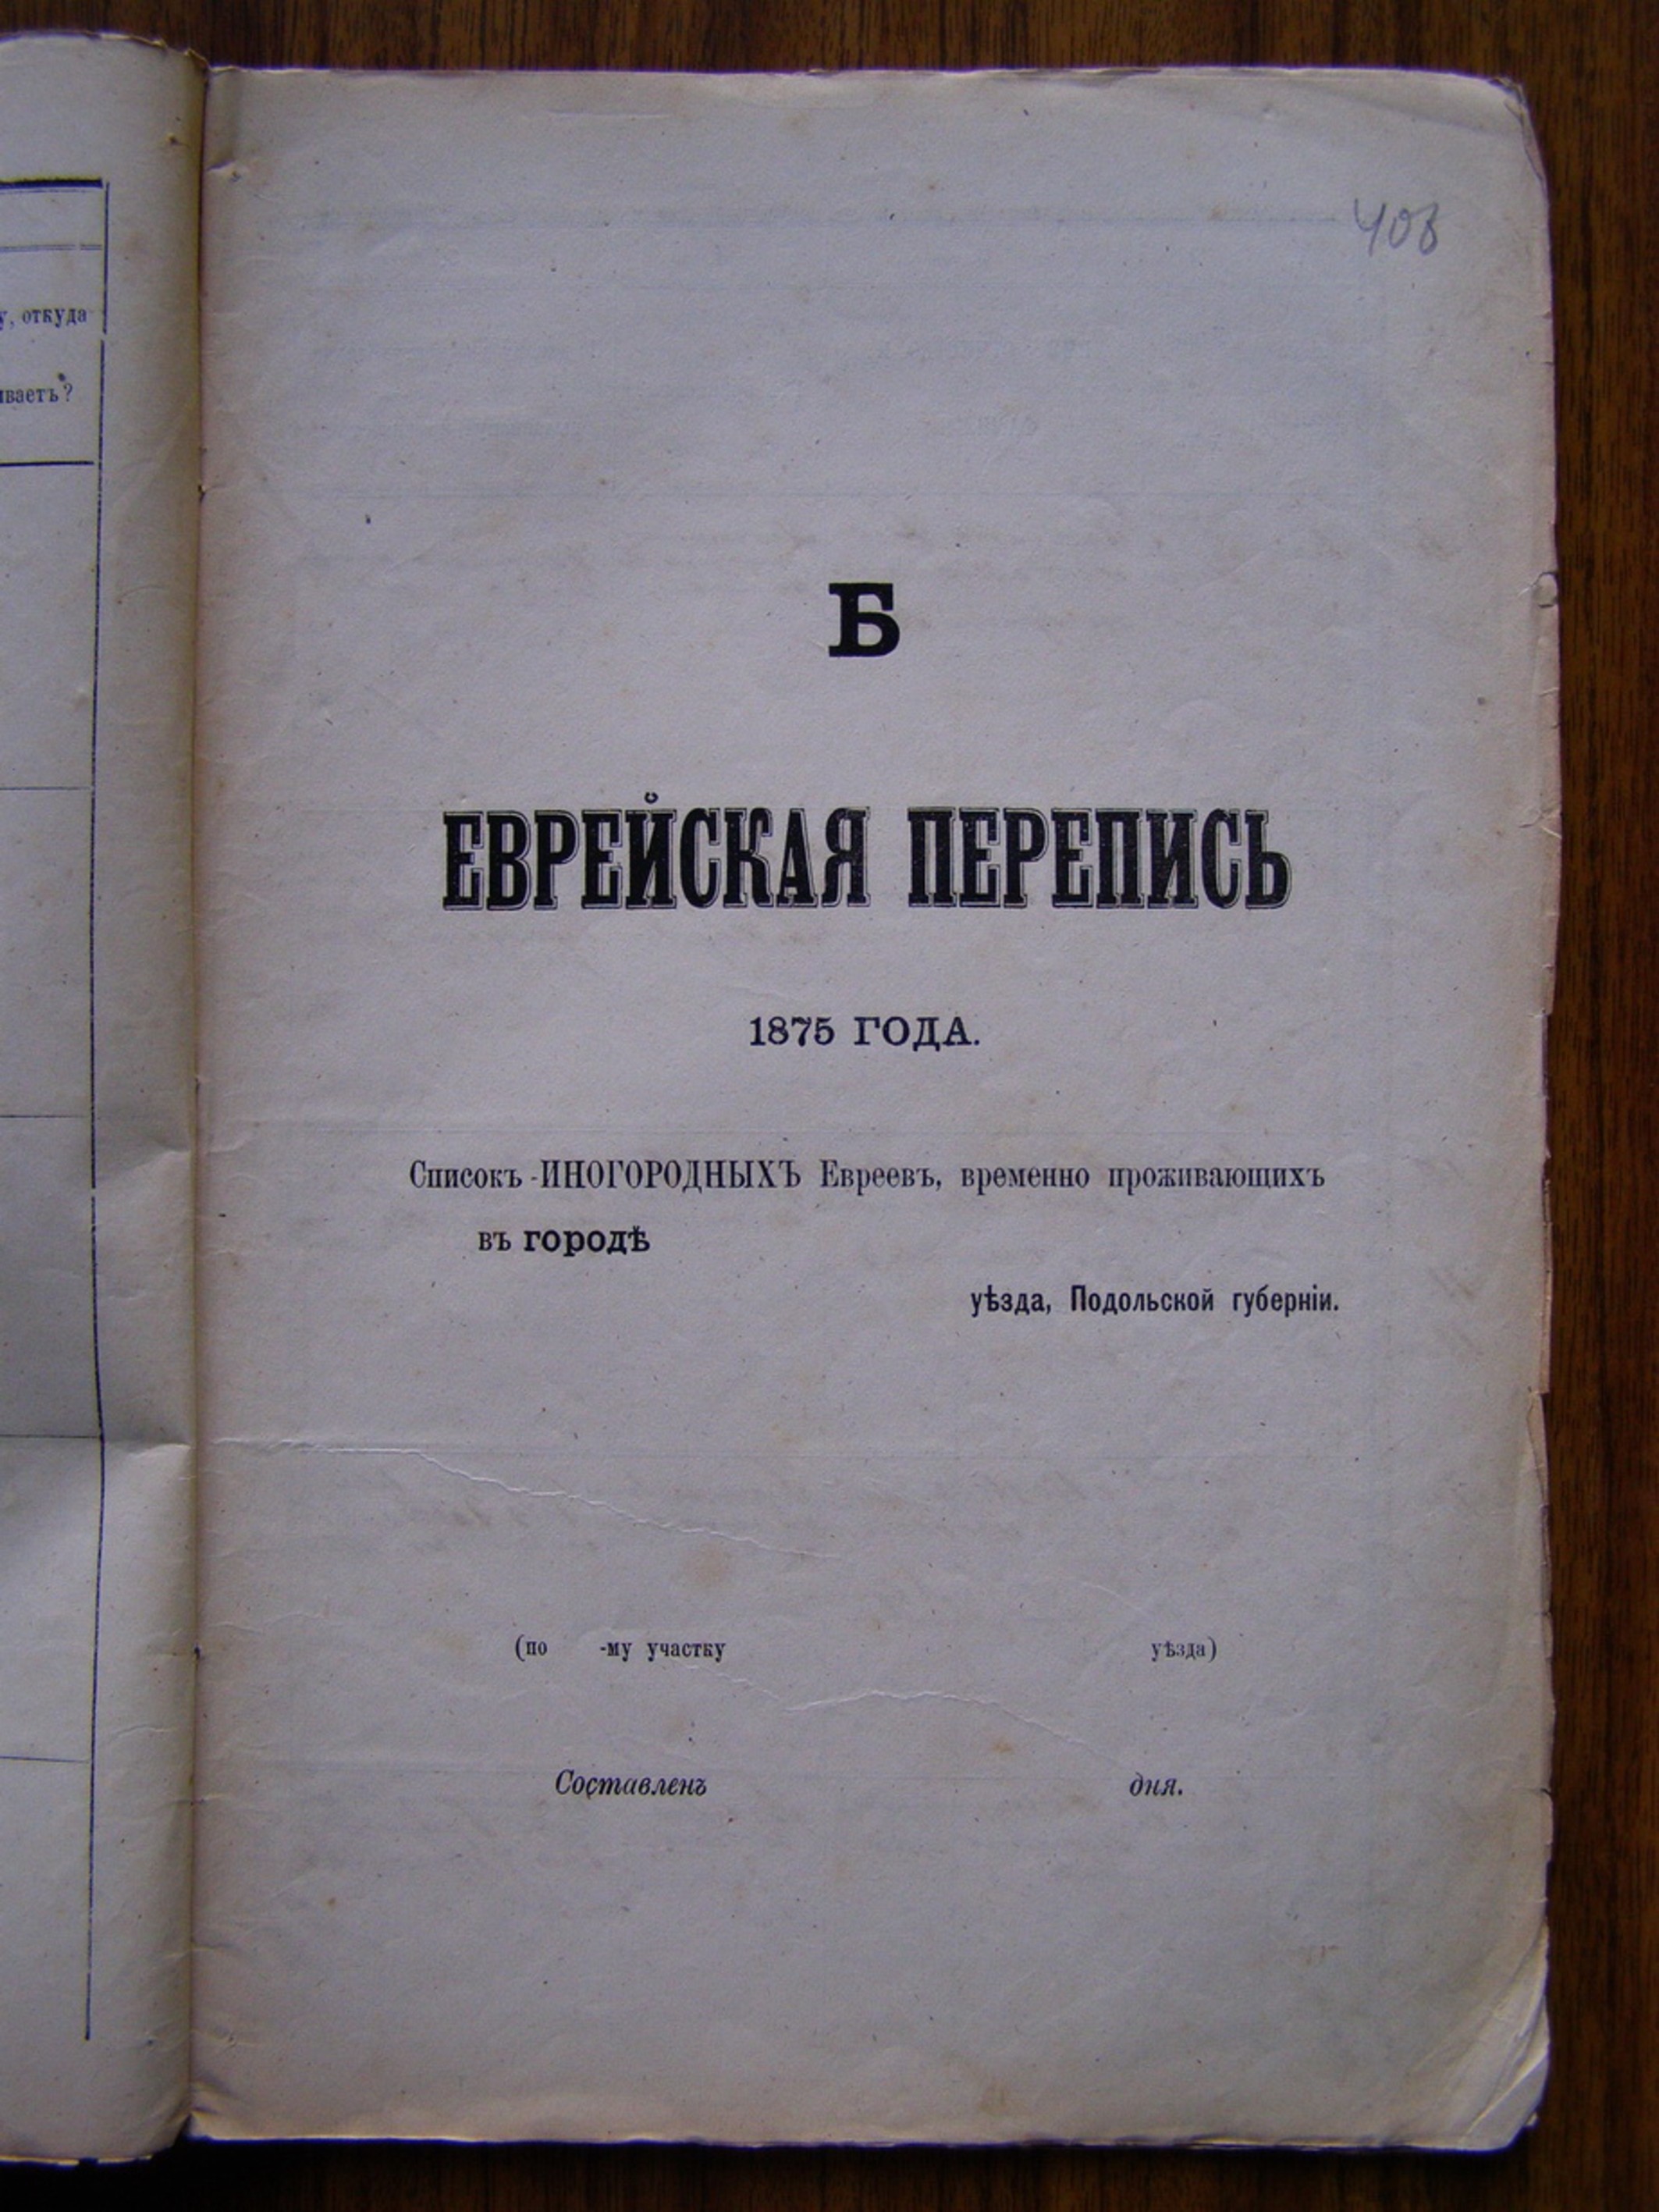 у, откуда
иваетъ?
408
Б
ЕВРЕЙСКАЯ ПЕРЕПИСЬ
1875 ГОДА.
Списокъ -ИНОГОРОДНЫХЪ Евреевъ, временно проживающихъ
въ городѣ
уѣзда, Подольской губерніи.
(по -му участку уѣзда)
Составленъ дня.